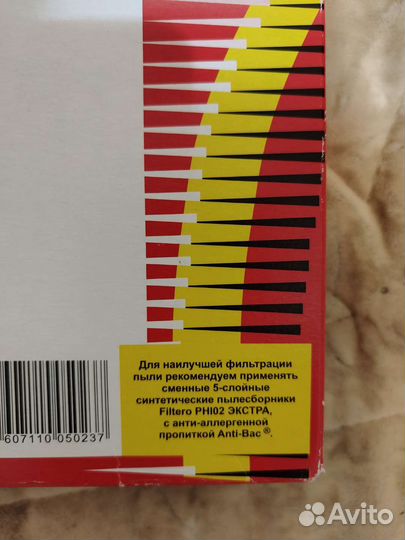 Для наилучшей фильтрации
пыли рекомендуем применять
сменные 5-слойные
синтетические пылесборники
Filtero PHI02 ЭКСТРА,
с анти-аллергенной
пропиткой Anti-Bac®.
607110 050237
Avito